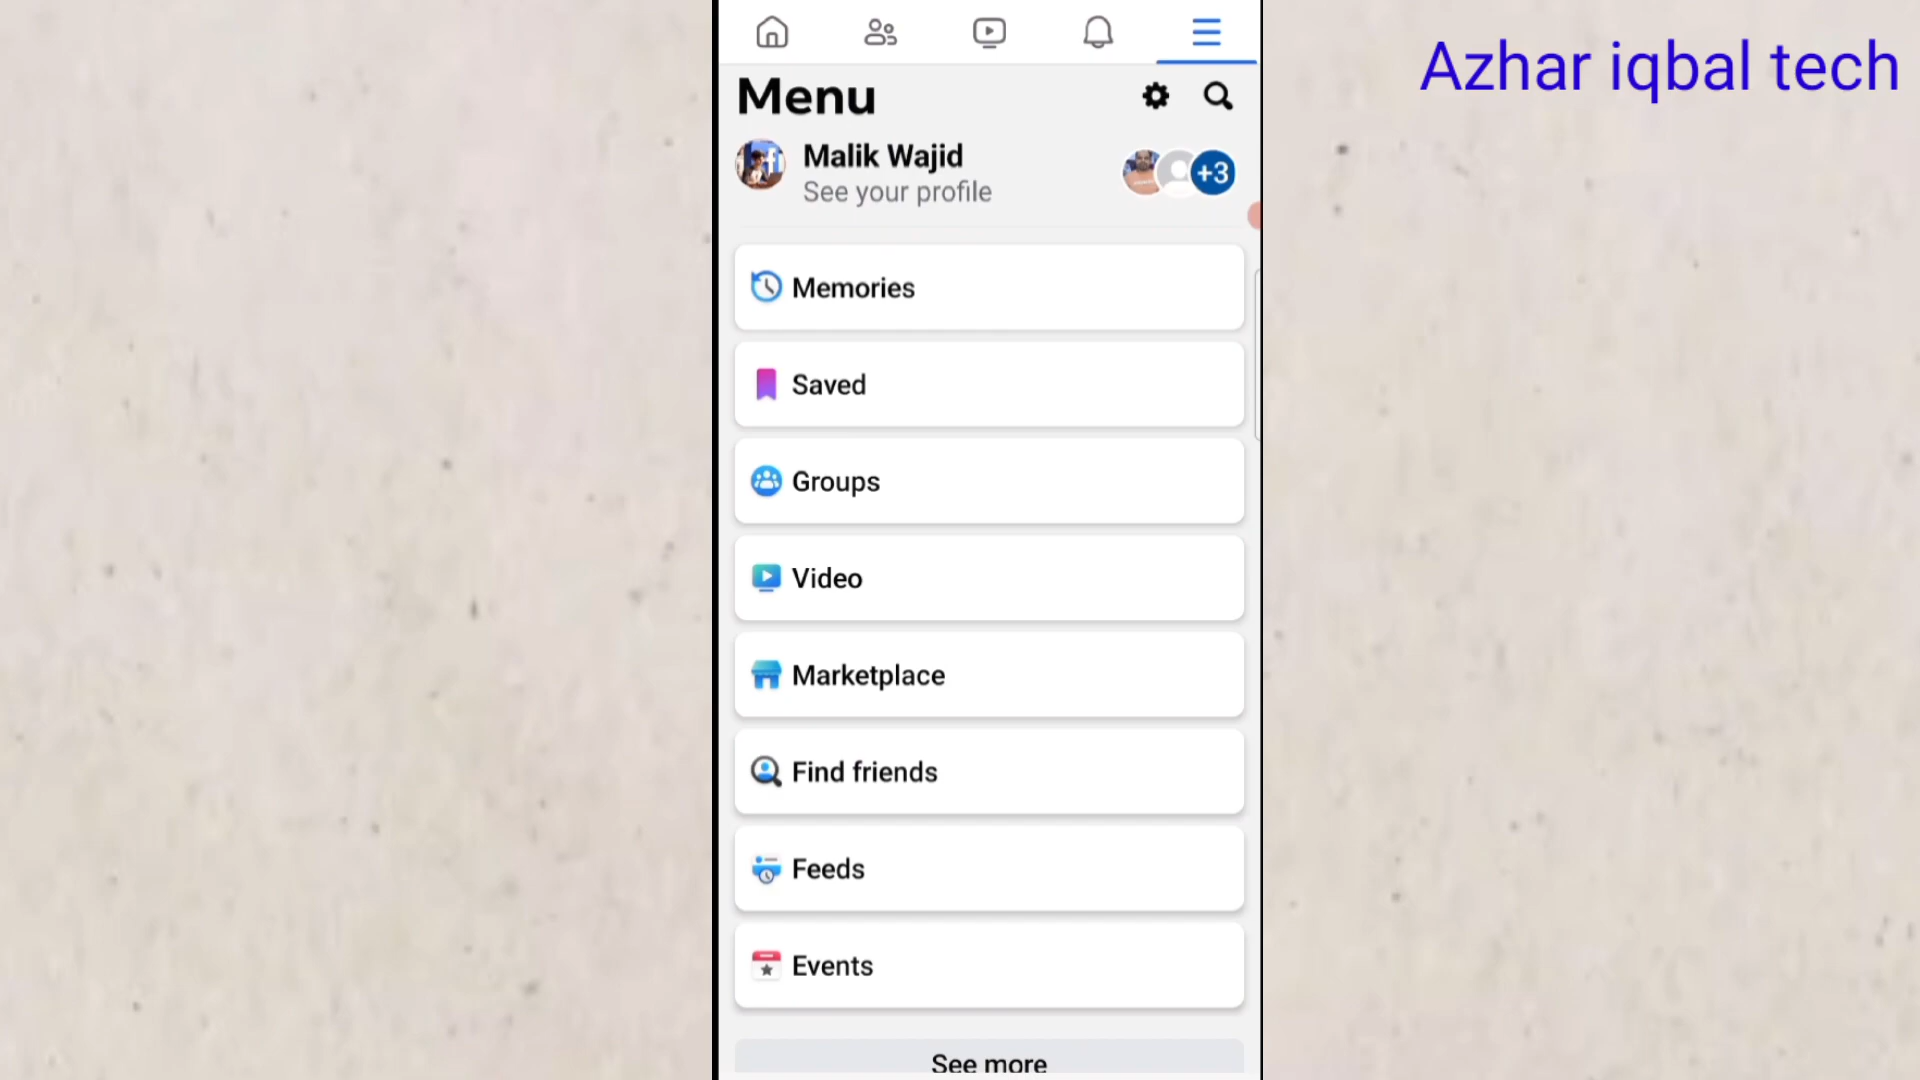 Azhar iqbal tech
Menu
Malik Wajid
See your profile
+3
Memories
Saved
Groups
Video
Marketplace
Find friends
Feeds
Events
See more